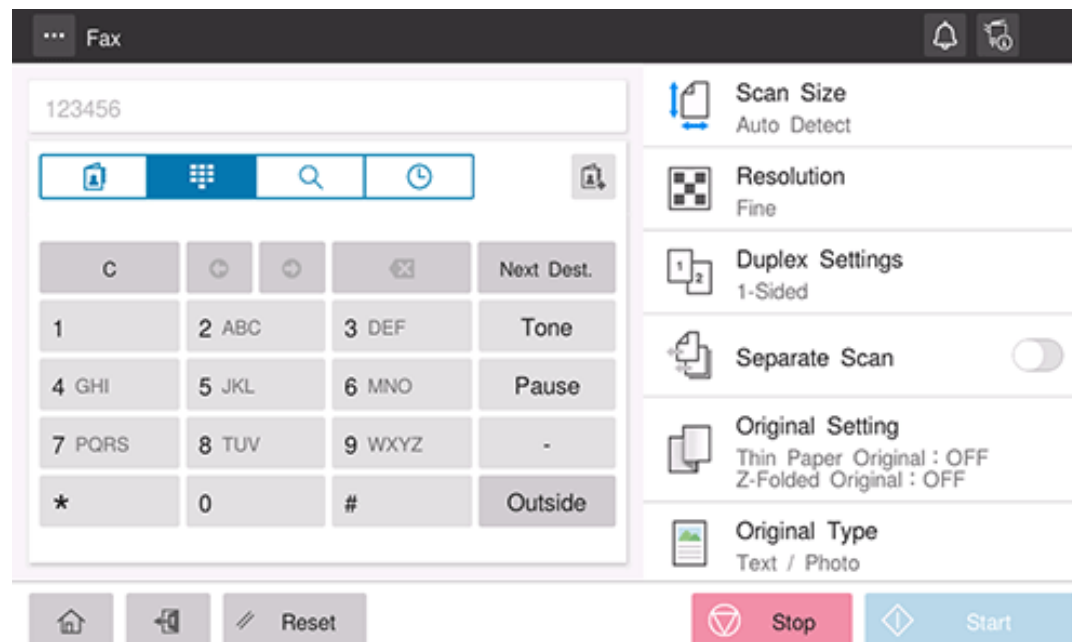 Fax
123456
C
Next Dest.
1
2 ABC
3 DEF
Tone
4 GHI
5 JKL
6 MNO
Pause
7 PQRS
8 TUV
9 WXYZ
-
*
0
#
Outside
Scan Size
Auto Detect
Resolution
Fine
Duplex Settings
1-Sided
Separate Scan
Original Setting
Thin Paper Original : OFF
Z-Folded Original : OFF
Original Type
Text / Photo
Reset
Stop
Start